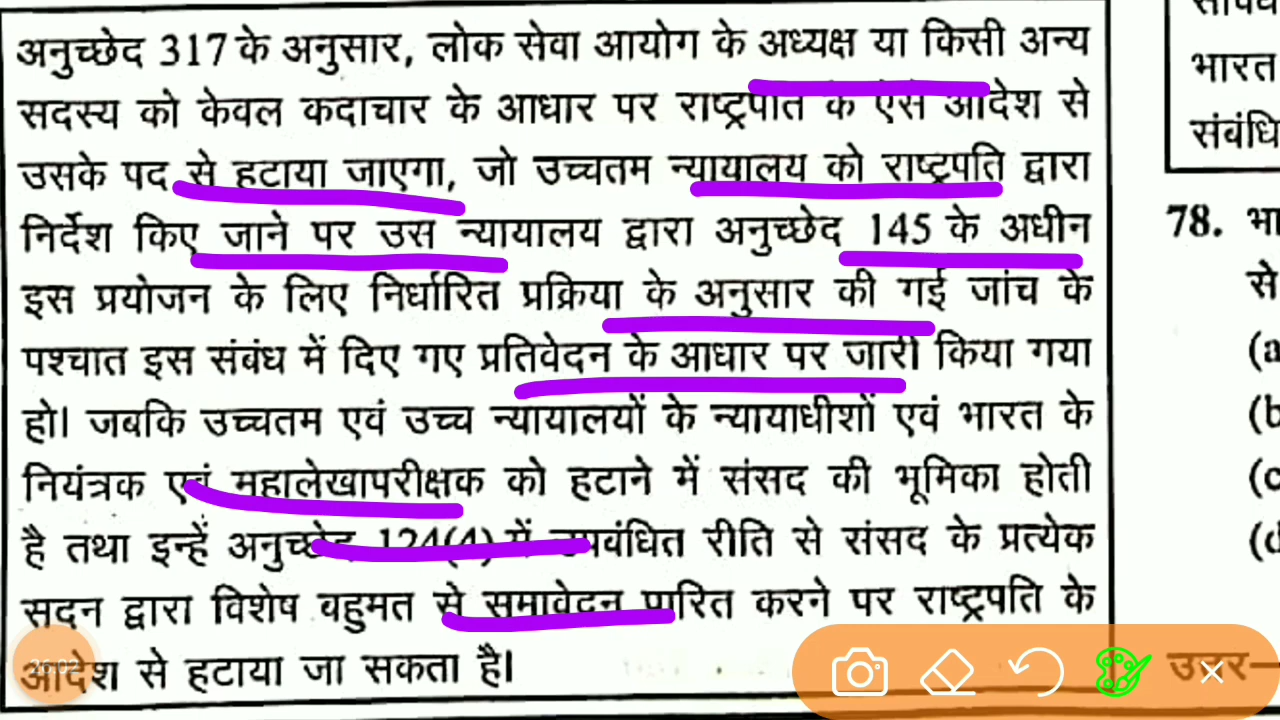 अनुच्छेद 317 के अनुसार, लोक सेवा आयोग के अध्यक्ष या किसी अन्य
सदस्य को केवल कदाचार के आधार पर राष्ट्रपति के ऐसे आदेश से
उसके पद से हटाया जाएगा, जो उच्चतम न्यायालय को राष्ट्रपति द्वारा
निर्देश किए जाने पर उस न्यायालय द्वारा अनुच्छेद 145 के अधीन
इस प्रयोजन के लिए निर्धारित प्रक्रिया के अनुसार की गई जांच के
पश्चात इस संबंध में दिए गए प्रतिवेदन के आधार पर जारी किया गया
हो। जबकि उच्चतम एवं उच्च न्यायालयों के न्यायाधीशों एवं भारत के
नियंत्रक एवं महालेखापरीक्षक को हटाने में संसद की भूमिका होती
है तथा इन्हें अनुच्छेद 124(4) में उपबंधित रीति से संसद के प्रत्येक
सदन द्वारा विशेष बहुमत से समावेदन पारित करने पर राष्ट्रपति के
आदेश से हटाया जा सकता है।
भारत
संबंधि
78. भा
से
(a
(b
(c
(d
उत्तर—